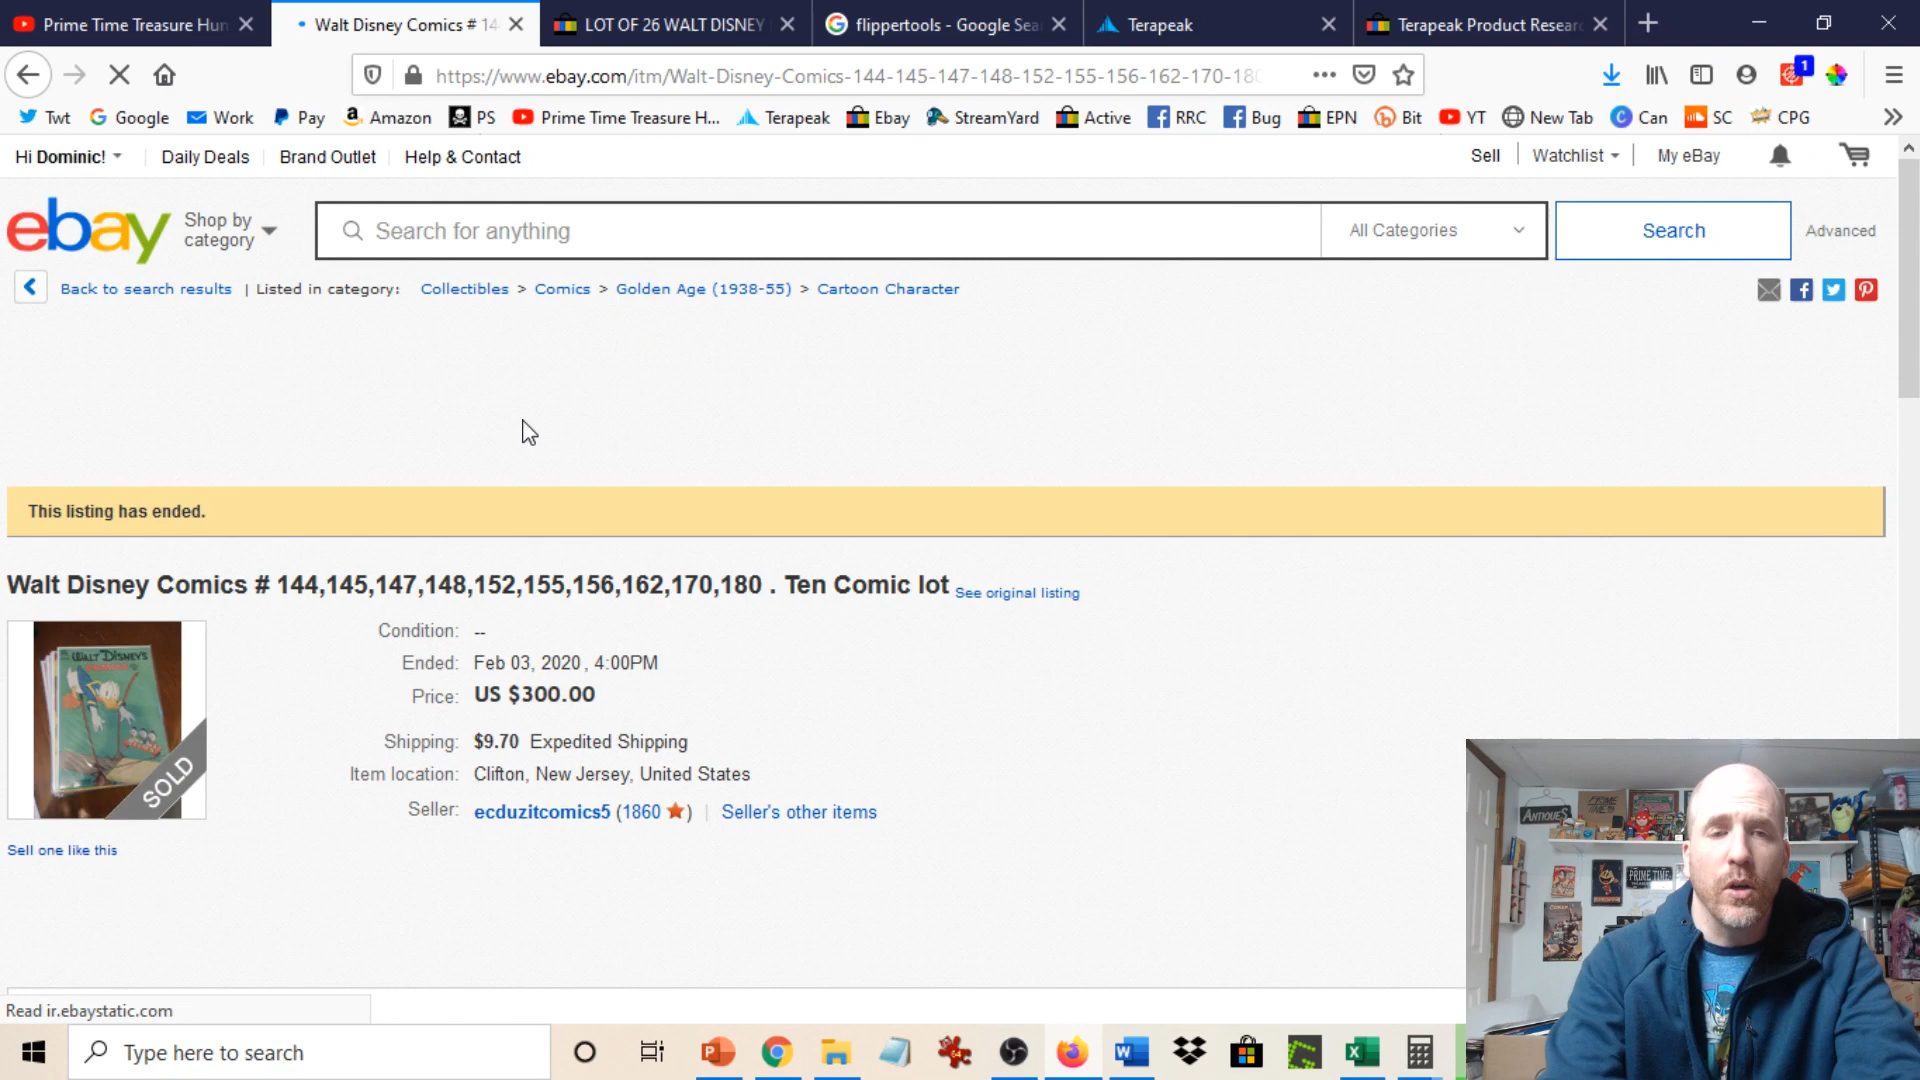 Prime Time Treasure Hun
Walt Disney Comics # 14
LOT OF 26 WALT DISNEY
flippertools - Google Sea
Terapeak
Terapeak Product Resear
https://www.ebay.com/itm/Walt-Disney-Comics-144-145-147-148-152-155-156-162-170-180
1
Twt
Google
Work
Pay
Amazon
PS
Prime Time Treasure H...
Terapeak
Ebay
StreamYard
Active
RRC
Bug
EPN
Bit
YT
New Tab
Can
SC
CPG
Hi Dominic!
Daily Deals
Brand Outlet
Help & Contact
Sell
Watchlist
My eBay
ebay
Shop by
category
Search for anything
All Categories
Search
Advanced
Back to search results | Listed in category: Collectibles > Comics > Golden Age (1938-55) > Cartoon Character
This listing has ended.
Walt Disney Comics # 144,145,147,148,152,155,156,162,170,180 . Ten Comic lot See original listing
WALT DISNEY'S
SOLD
Condition: --
Ended: Feb 03, 2020 , 4:00PM
Price: US $300.00
Shipping: $9.70 Expedited Shipping
Item location: Clifton, New Jersey, United States
Seller: ecduzitcomics5 (1860 ) | Seller's other items
Sell one like this
ANTIQUES
PRIME TIME
Read ir.ebaystatic.com
Type here to search